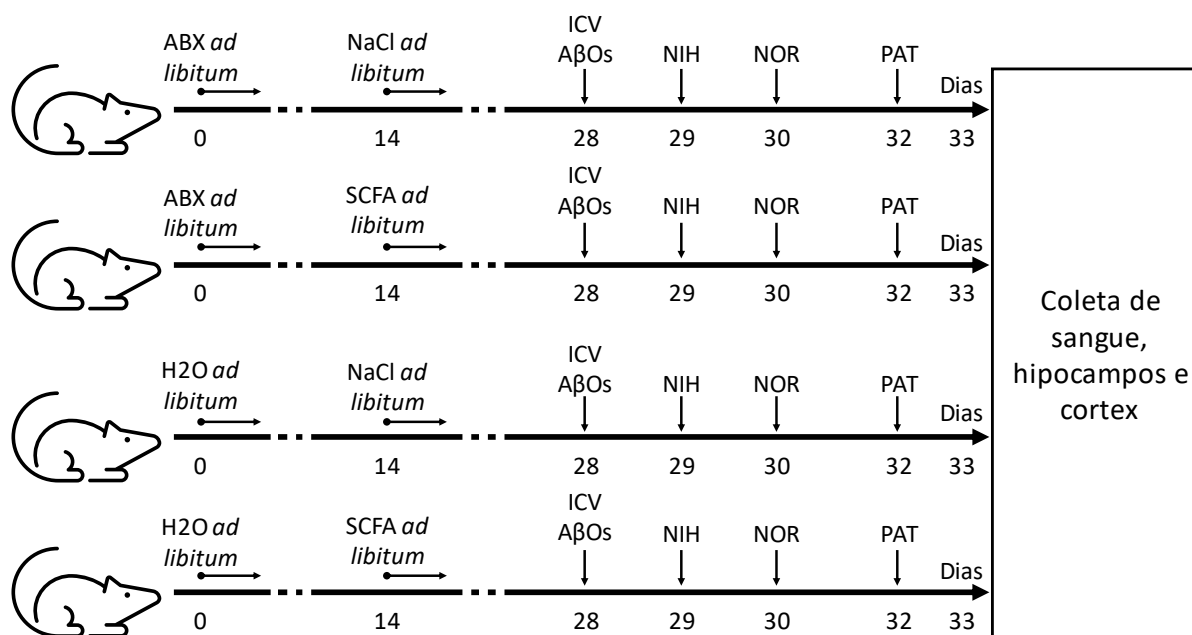 ABX ad
libitum
NaCl ad
libitum
ICV
AβOs
NIH
NOR
PAT
Dias
0
14
28
29
30
32
33
ABX ad
libitum
SCFA ad
libitum
ICV
AβOs
NIH
NOR
PAT
Dias
0
14
28
29
30
32
33
H2O ad
libitum
NaCl ad
libitum
ICV
AβOs
NIH
NOR
PAT
Dias
0
14
28
29
30
32
33
H2O ad
libitum
SCFA ad
libitum
ICV
AβOs
NIH
NOR
PAT
Dias
0
14
28
29
30
32
33
Coleta de
sangue,
hipocampos e
cortex